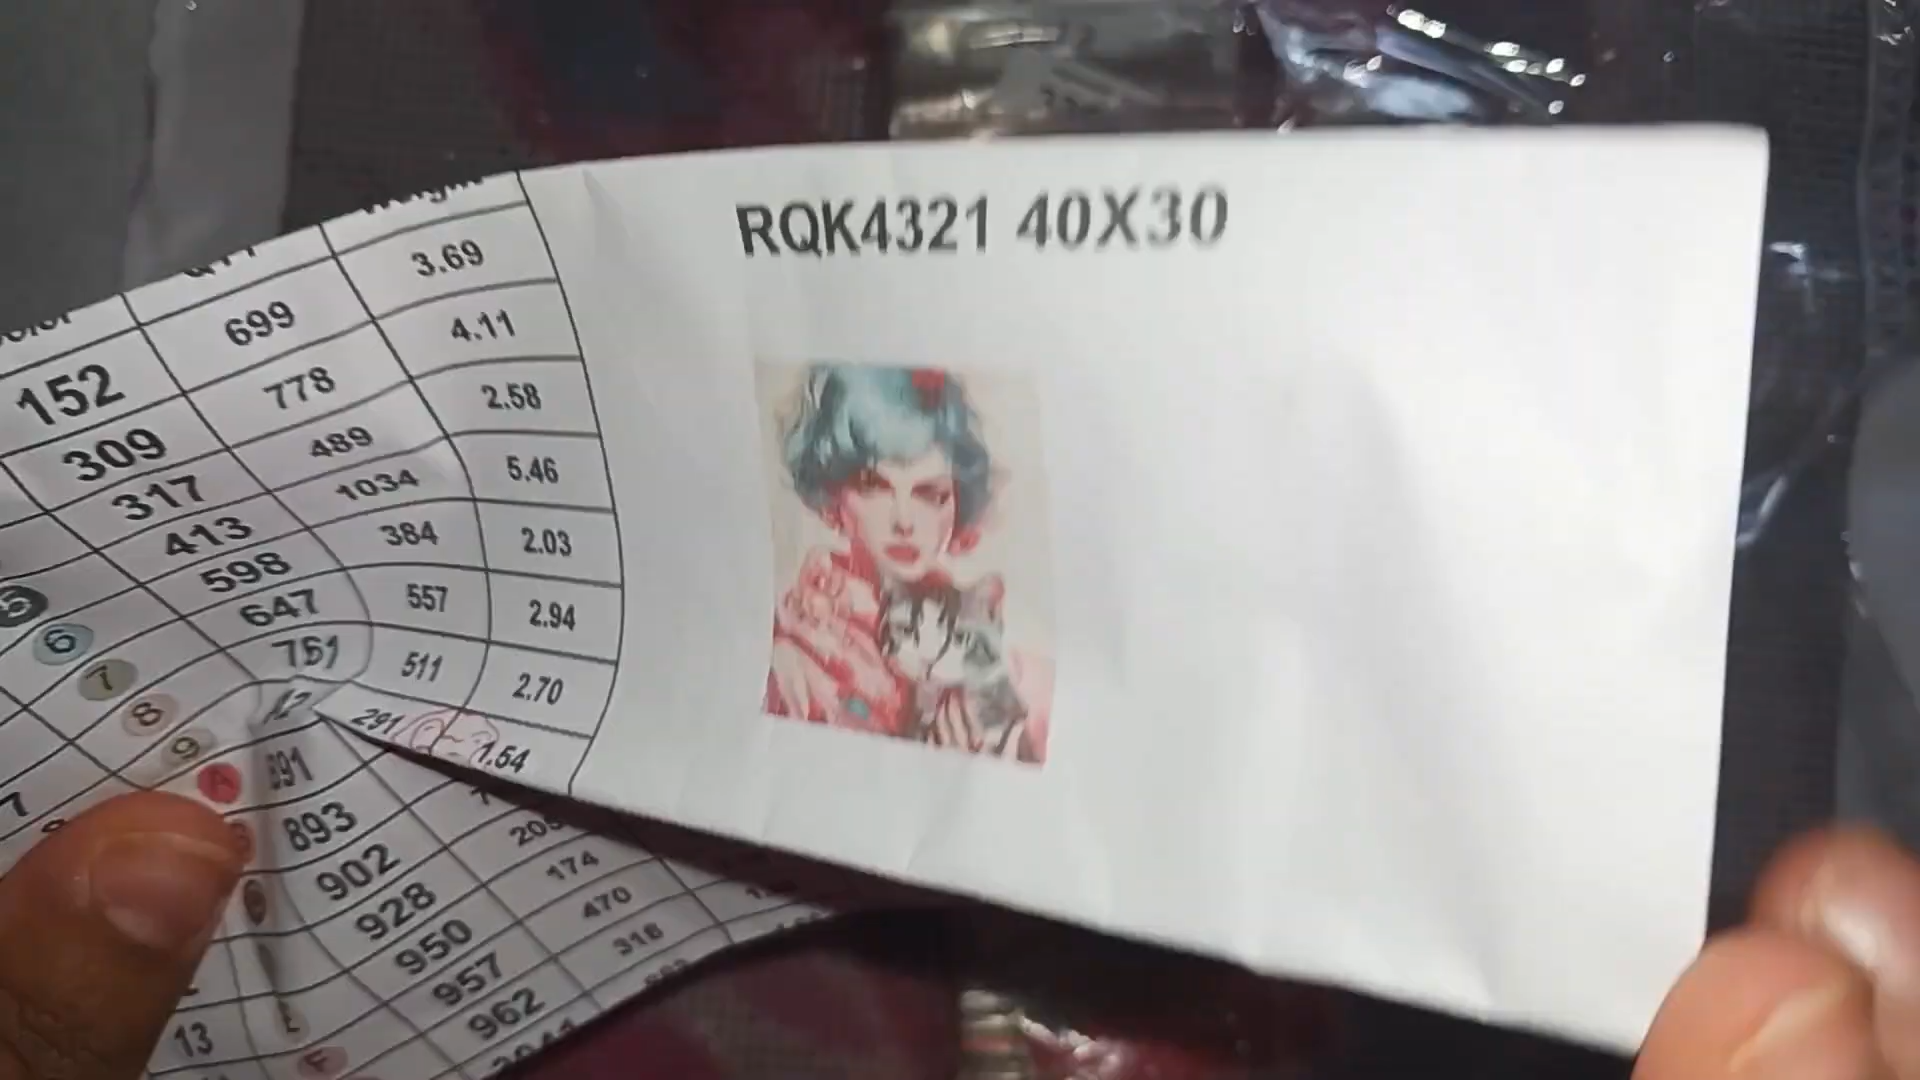 RQK4321 40X30
3.69
152 699 4.11
309 778 2.58
317 489 5.46
413 1034 2.03
598 384 2.94
647 557 2.70
751 511 1.54
291
6
7
8
9
891
893
902 174
928 470
950 316
957
962
13
F